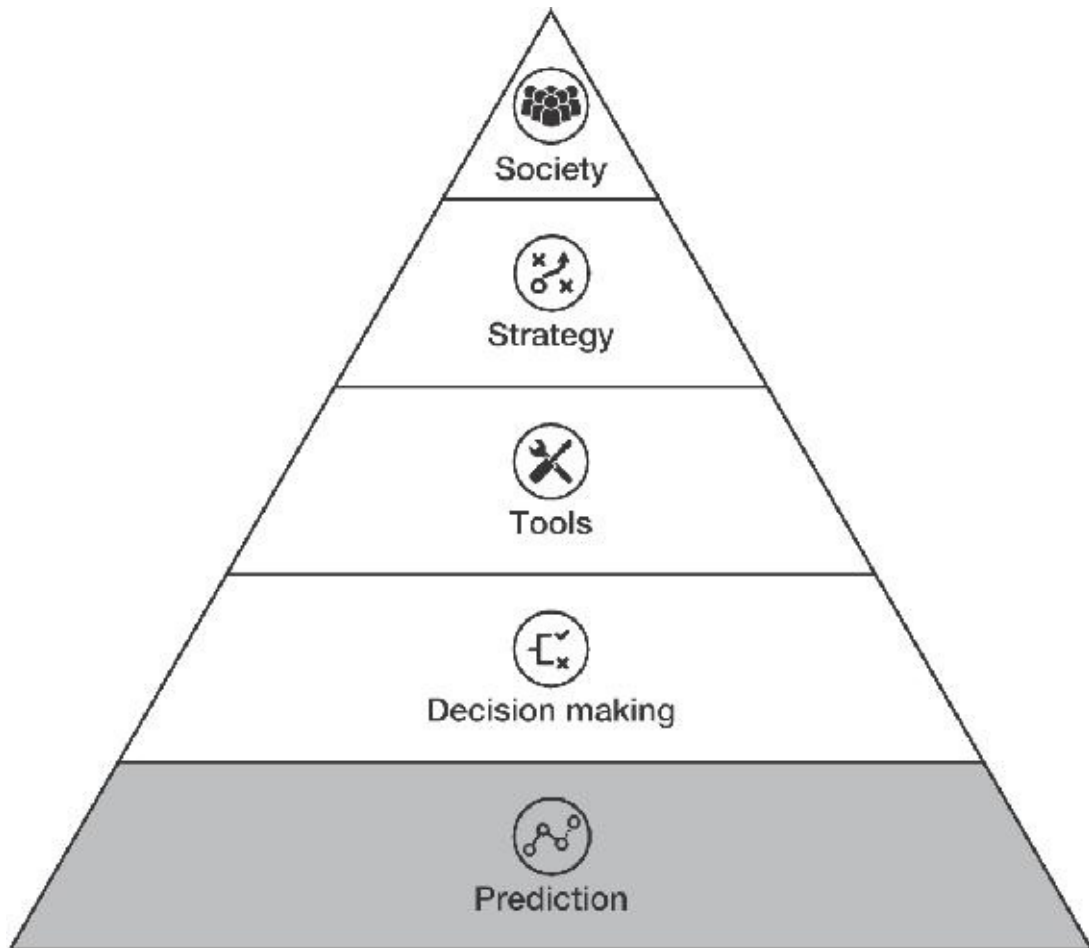 Society
Strategy
Tools
Decision making
Prediction